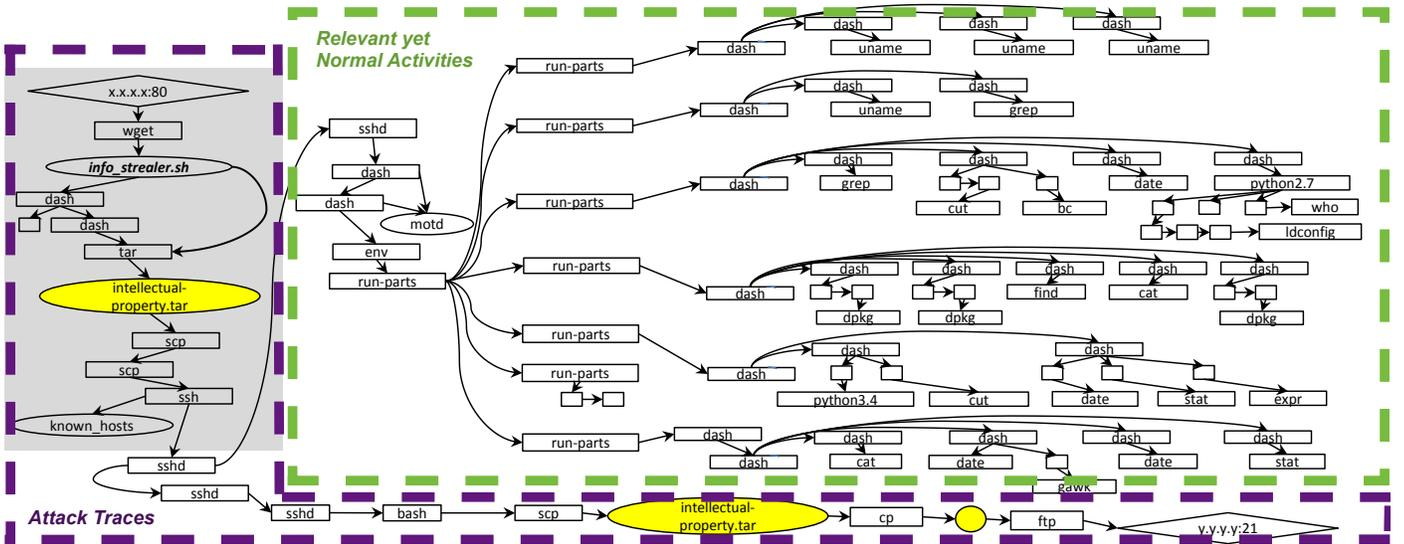 Relevant yet
Normal Activities
x.x.x.x:80
wget
info_strealer.sh
dash
dash
tar
intellectual-
property.tar
scp
scp
ssh
known_hosts
sshd
sshd
Attack Traces
sshd
dash
dash
motd
env
run-parts
run-parts
dash
dash
uname
dash
uname
dash
uname
run-parts
dash
dash
uname
dash
grep
run-parts
dash
dash
grep
dash
cut
bc
dash
date
dash
python2.7
who
ldconfig
run-parts
dash
dash
dpkg
dash
dpkg
dash
find
dash
cat
dash
dpkg
run-parts
dash
dash
python3.4
cut
dash
date
stat
expr
run-parts
run-parts
dash
dash
dash
cat
dash
date
gawk
dash
date
dash
stat
sshd
bash
scp
intellectual-
property.tar
cp
ftp
y.y.y.y:21